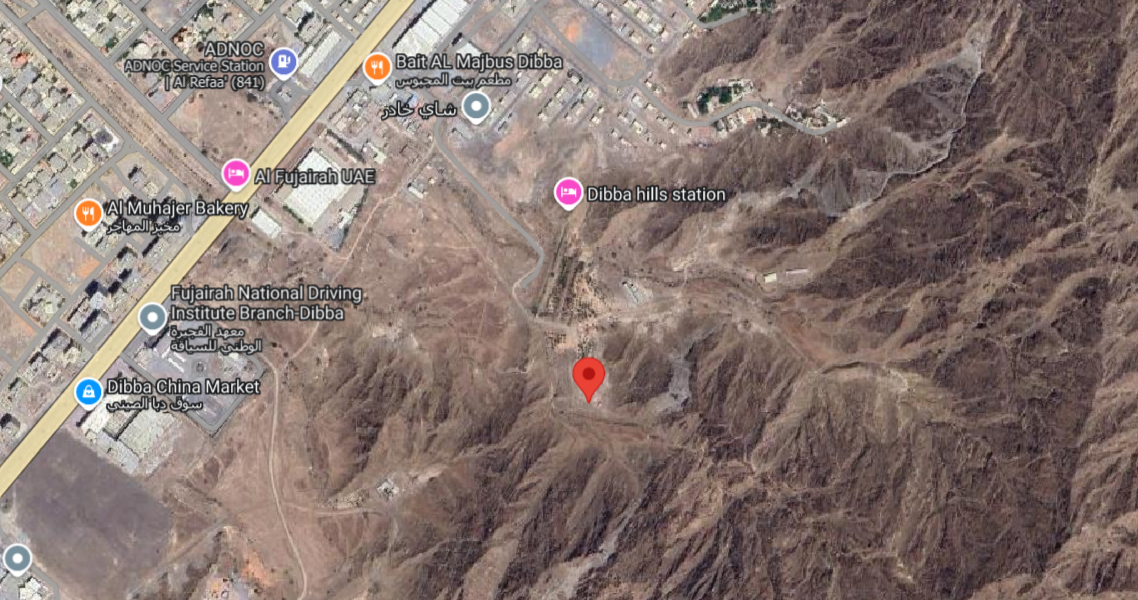 ADNOC
ADNOC Service Station
| Al Refaa' (841)
Bait AL Majbus Dibba
مطعم بيت المجبوس
شاي خادر
Al Fujairah UAE
Dibba hills station
Al Muhajer Bakery
مخبز المهاجر
Fujairah National Driving
Institute Branch-Dibba
معهد الفجيرة
الوطني للسياقة
Dibba China Market
سوق دبا الصيني